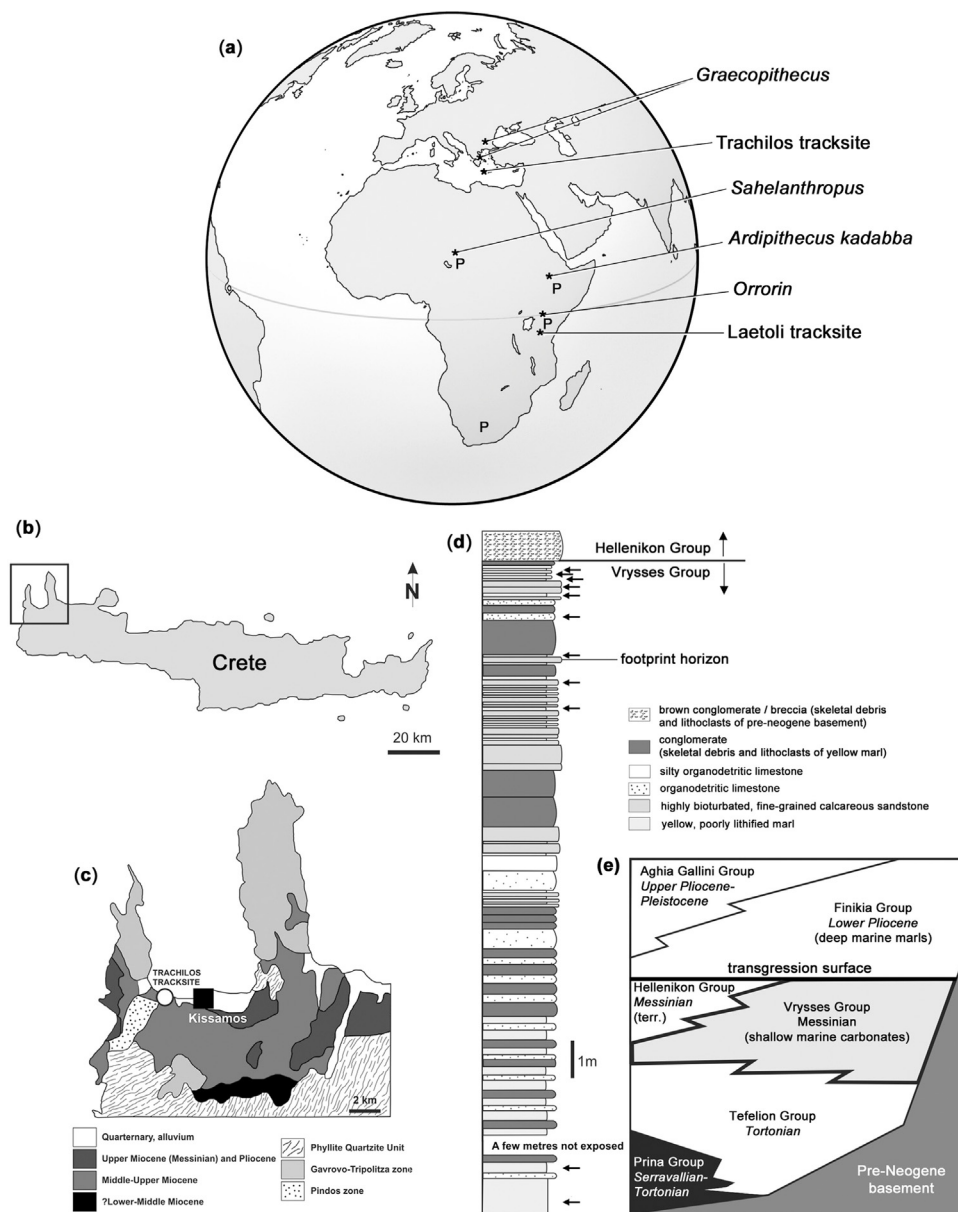 (a)
Graecopithecus
Trachilos tracksite
Sahelanthropus
Ardipithecus kadabba
Orrorin
Laetoli tracksite
P
P
P
P
(b)
N
Crete
20 km
(c)
TRACHILOS
TRACKSITE
Kissamos
2 km
Quarternary, alluvium
Upper Miocene (Messinian) and Pliocene
Middle-Upper Miocene
?Lower-Middle Miocene
Phyllite Quartzite Unit
Gavrovo-Tripolitza zone
Pindos zone
(d)
Hellenikon Group
Vrysses Group
footprint horizon
brown conglomerate / breccia (skeletal debris
and lithoclasts of pre-neogene basement)
conglomerate
(skeletal debris and lithoclasts of yellow marl)
silty organodetritic limestone
organodetritic limestone
highly bioturbated, fine-grained calcareous sandstone
yellow, poorly lithified marl
1m
A few metres not exposed
(e)
Aghia Gallini Group
Upper Pliocene-
Pleistocene
Finikia Group
Lower Pliocene
(deep marine marls)
transgression surface
Hellenikon Group
Messinian
(terr.)
Vrysses Group
Messinian
(shallow marine carbonates)
Tefelion Group
Tortonian
Prina Group
Serravallian-
Tortonian
Pre-Neogene
basement